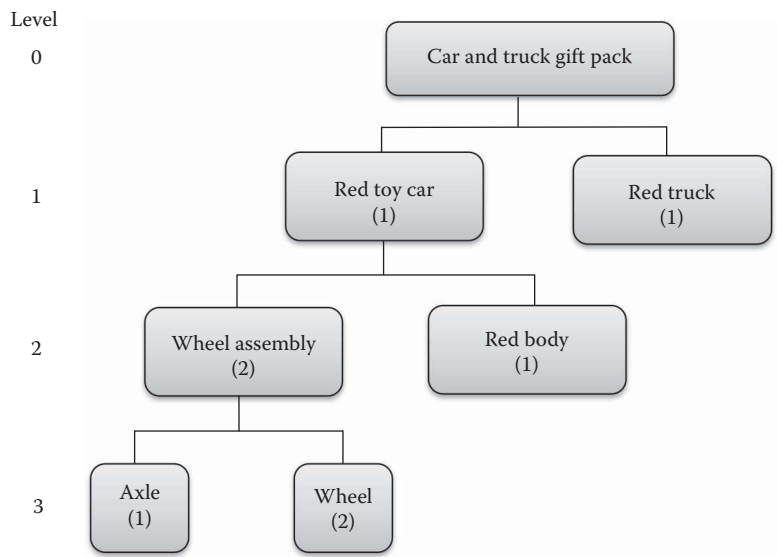 Level
0
Car and truck gift pack
1
Red toy car
(1)
Red truck
(1)
2
Wheel assembly
(2)
Red body
(1)
3
Axle
(1)
Wheel
(2)